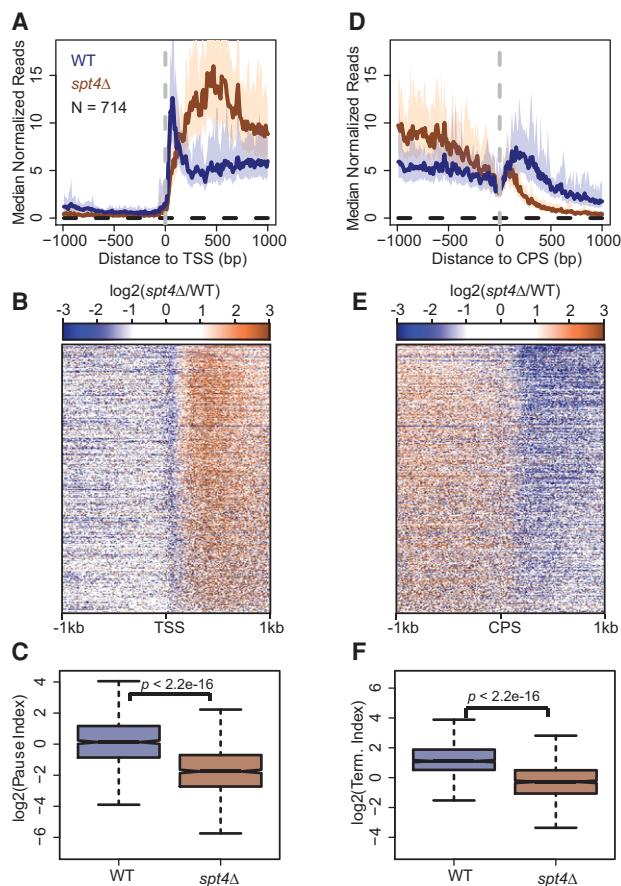 A
Median Normalized Reads
15
10
5
0
WT
spt4Δ
N = 714
−1000 −500 0 500 1000
Distance to TSS (bp)
B
log2(spt4Δ/WT)
-3 -2 -1 0 1 2 3
-1kb TSS 1kb
C
log2(Pause Index)
4
2
0
−2
−4
−6
p < 2.2e-16
WT spt4Δ
D
Median Normalized Reads
15
10
5
0
−1000 −500 0 500 1000
Distance to CPS (bp)
E
log2(spt4Δ/WT)
-3 -2 -1 0 1 2 3
-1kb CPS 1kb
F
log2(Term. Index)
6
4
2
0
−2
−4
p < 2.2e-16
WT spt4Δ